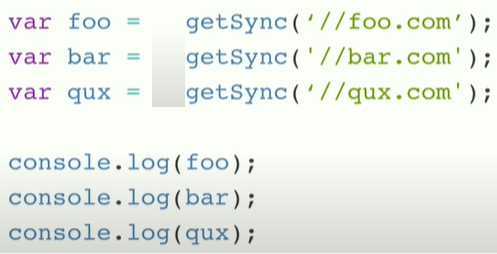 var foo = getSync(‘//foo.com’);
var bar = getSync('//bar.com');
var qux = getSync(‘//qux.com');
console.log(foo);
console.log(bar);
console.log(qux);